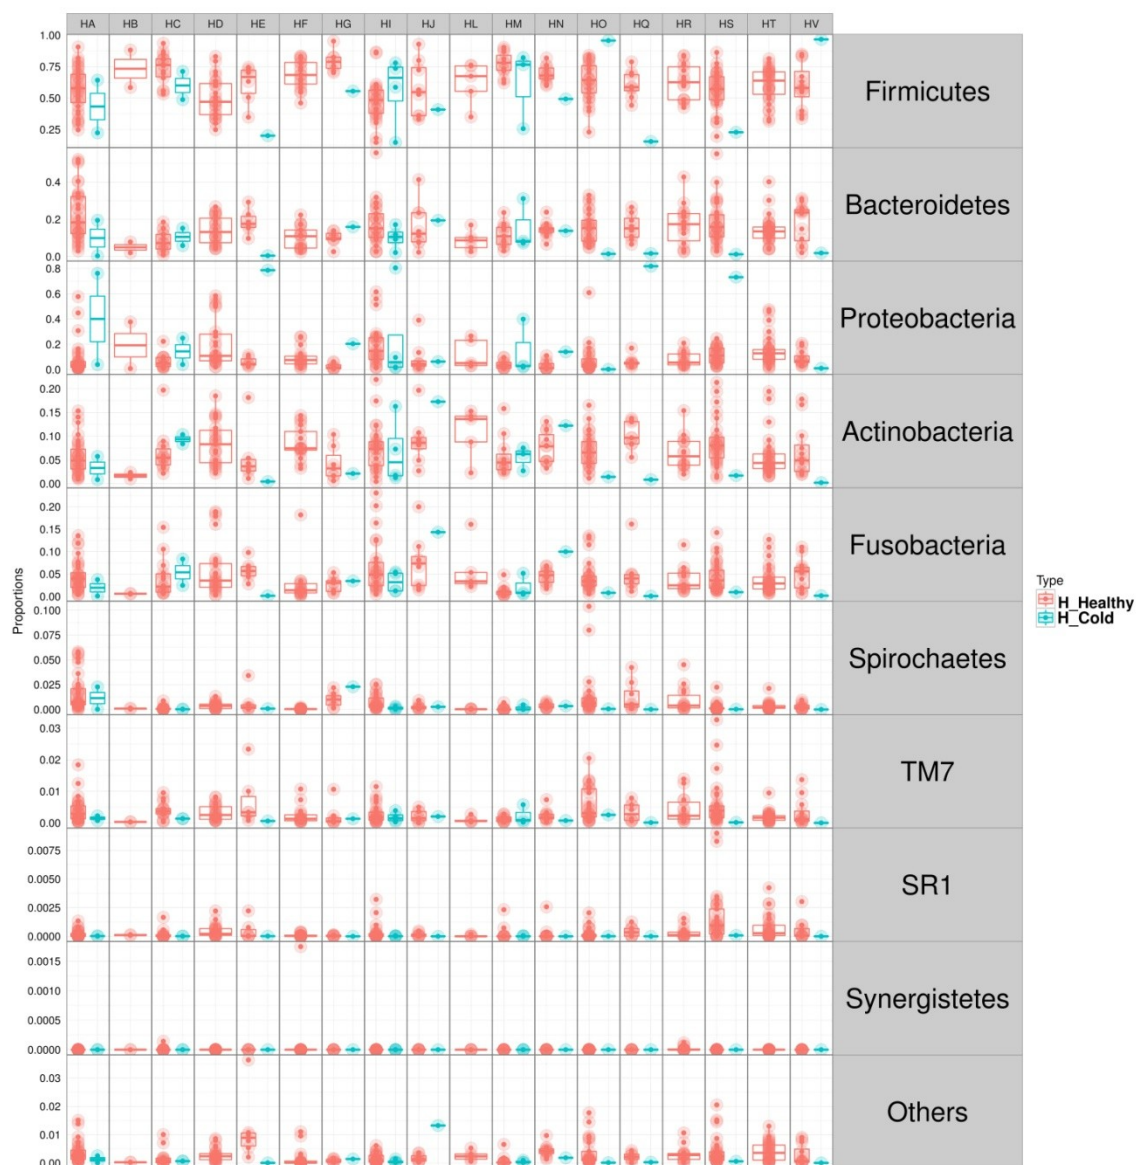 HA HB HC HD HE HF HG HI HJ HL HM HN HO HQ HR HS HT HV
1.00
0.75
0.50
0.25
Firmicutes
0.4
0.2
0.0
Bacteroidetes
0.8
0.6
0.4
0.2
0.0
Proteobacteria
0.20
0.15
0.10
0.05
0.00
Actinobacteria
0.20
0.15
0.10
0.05
0.00
Fusobacteria
Proportions
Type
H_Healthy
H_Cold
0.100
0.075
0.050
0.025
0.000
Spirochaetes
0.03
0.02
0.01
0.00
TM7
0.0075
0.0050
0.0025
0.0000
SR1
0.0015
0.0010
0.0005
0.0000
Synergistetes
0.03
0.02
0.01
0.00
Others